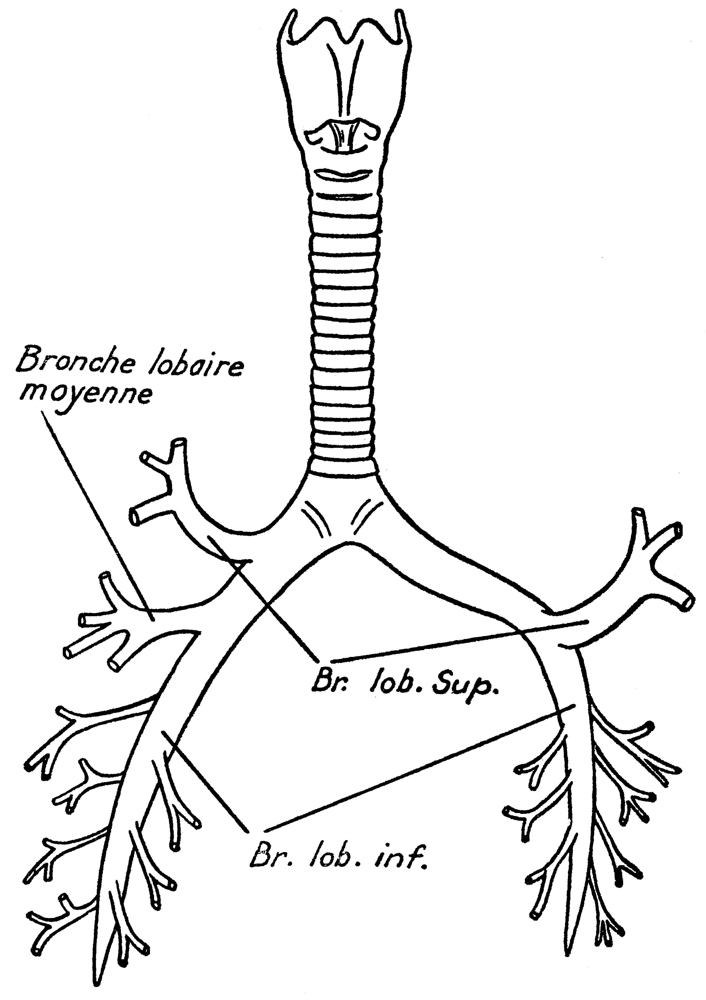 Bronche lobaire
moyenne
Br. lob. Sup.
Br. lob. inf.